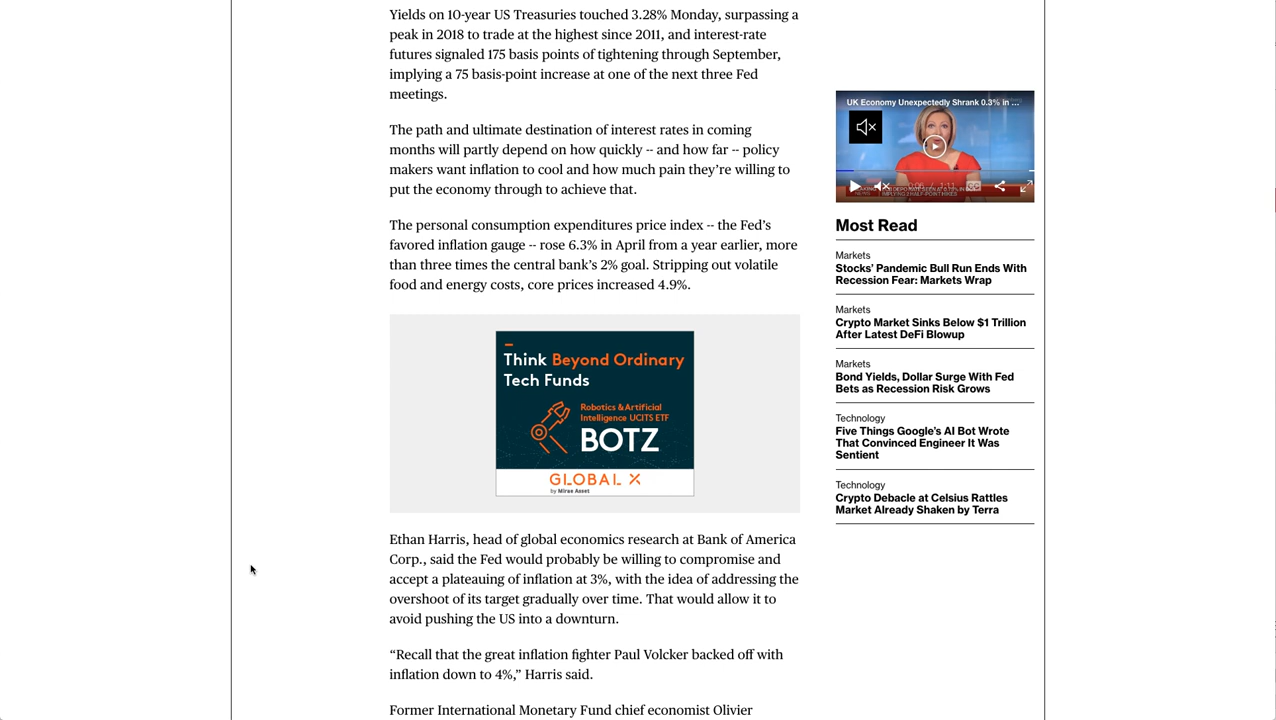 Yields on 10-year US Treasuries touched 3.28% Monday, surpassing a
peak in 2018 to trade at the highest since 2011, and interest-rate
futures signaled 175 basis points of tightening through September,
implying a 75 basis-point increase at one of the next three Fed
meetings.
The path and ultimate destination of interest rates in coming
months will partly depend on how quickly -- and how far -- policy
makers want inflation to cool and how much pain they’re willing to
put the economy through to achieve that.
The personal consumption expenditures price index -- the Fed’s
favored inflation gauge -- rose 6.3% in April from a year earlier, more
than three times the central bank’s 2% goal. Stripping out volatile
food and energy costs, core prices increased 4.9%.
Think Beyond Ordinary
Tech Funds
Robotics & Artificial
Intelligence UCITS ETF
BOTZ
GLOBAL X
by Mirae Asset
Ethan Harris, head of global economics research at Bank of America
Corp., said the Fed would probably be willing to compromise and
accept a plateauing of inflation at 3%, with the idea of addressing the
overshoot of its target gradually over time. That would allow it to
avoid pushing the US into a downturn.
“Recall that the great inflation fighter Paul Volcker backed off with
inflation down to 4%,” Harris said.
Former International Monetary Fund chief economist Olivier
UK Economy Unexpectedly Shrank 0.3% in ...
CC
Most Read
Markets
Stocks’ Pandemic Bull Run Ends With
Recession Fear: Markets Wrap
Markets
Crypto Market Sinks Below $1 Trillion
After Latest DeFi Blowup
Markets
Bond Yields, Dollar Surge With Fed
Bets as Recession Risk Grows
Technology
Five Things Google’s AI Bot Wrote
That Convinced Engineer It Was
Sentient
Technology
Crypto Debacle at Celsius Rattles
Market Already Shaken by Terra